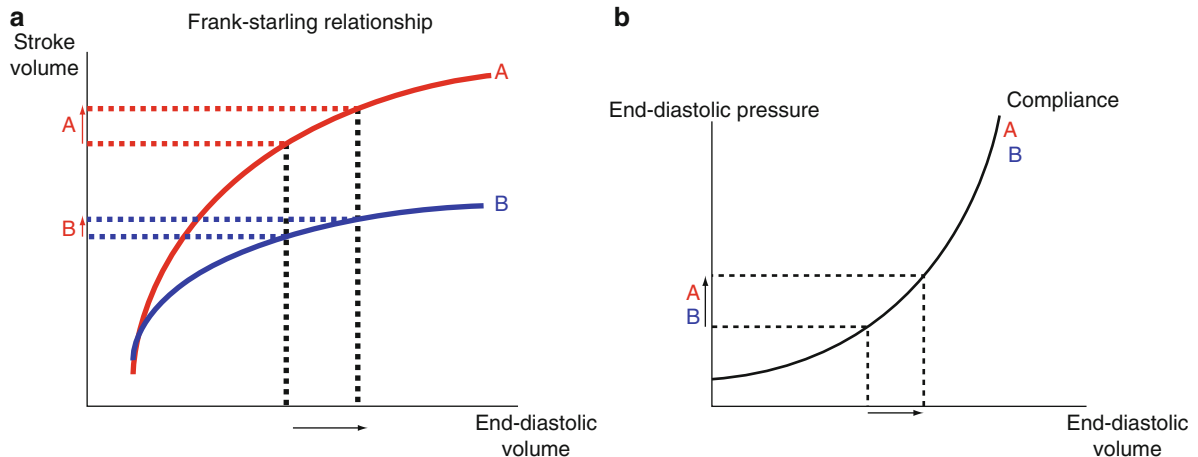 a
Frank-starling relationship
Stroke
volume
A
A
B
B
End-diastolic
volume
b
End-diastolic pressure
Compliance
A
B
A
B
End-diastolic
volume